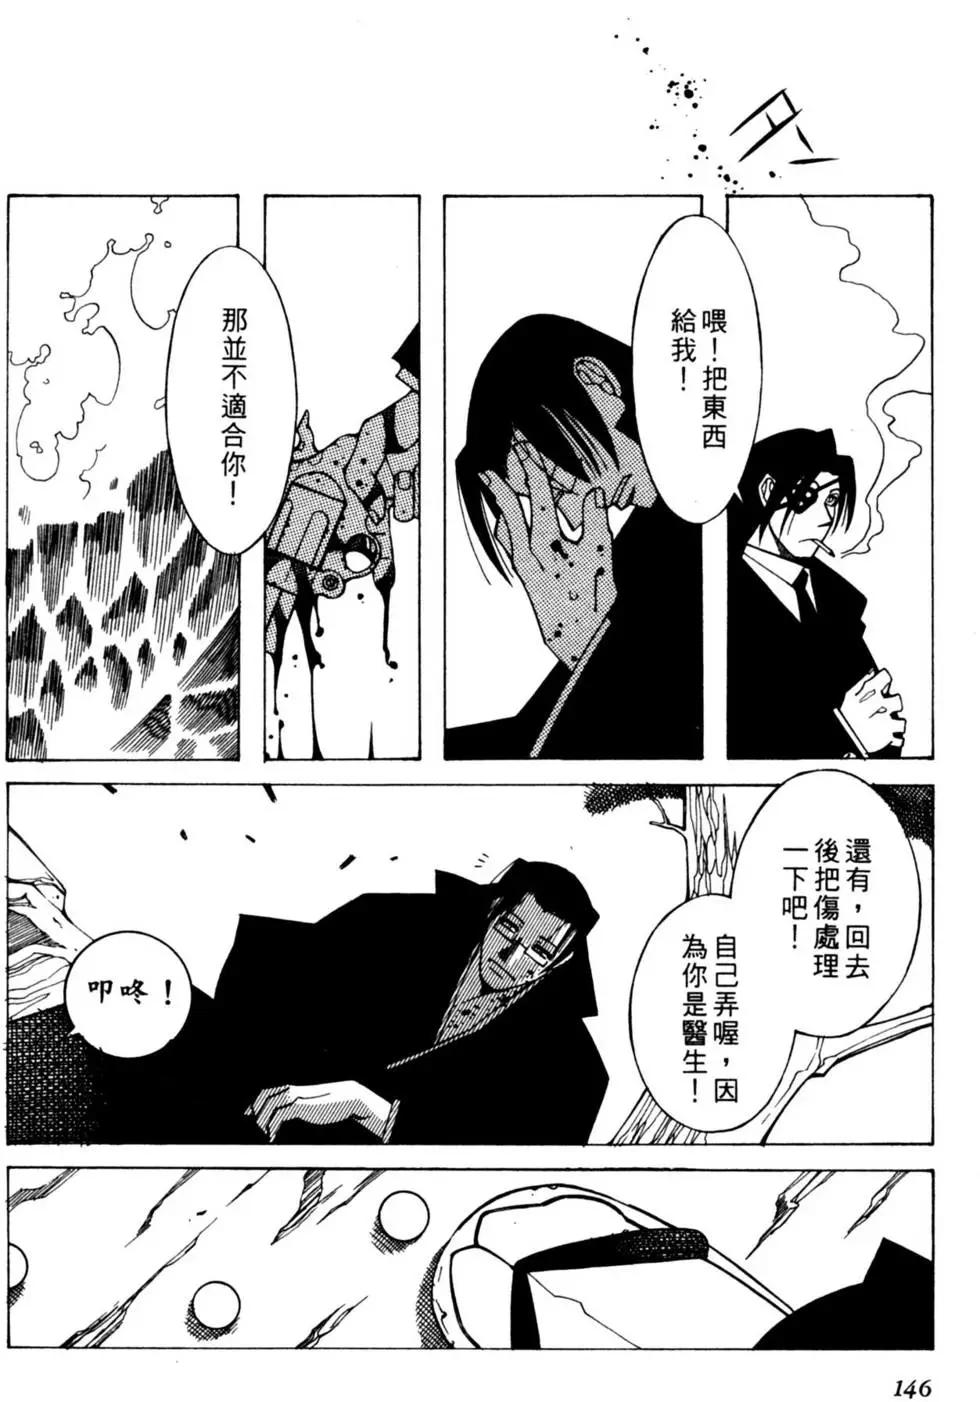 喂！把東西
給我！
那並不適合你！
還有，回去
後把傷處理
一下吧！
自己弄喔，因
為你是醫生！
叩咚！
146